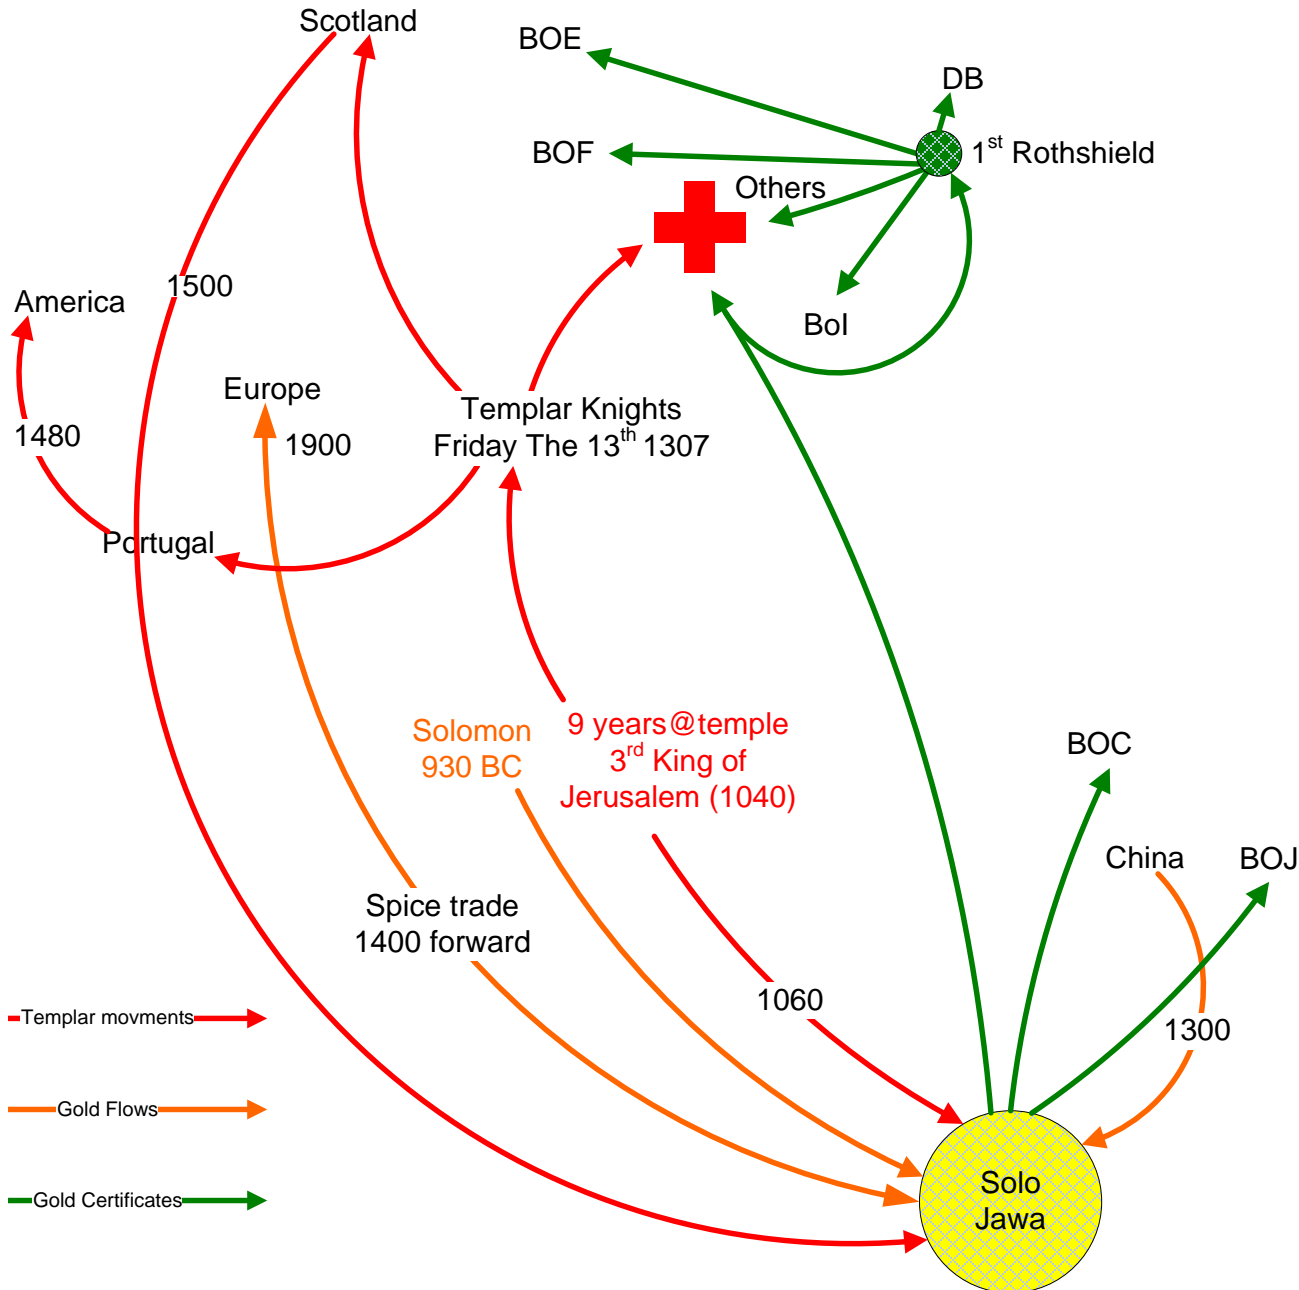 Scotland
BOE
DB
BOF
1st Rothshield
Others
1500
America
BoI
Europe
1900
Templar Knights
Friday The 13th 1307
1480
Portugal
Solomon
930 BC
9 years@temple
3rd King of
Jerusalem (1040)
BOC
China
BOJ
Spice trade
1400 forward
1060
1300
Templar movments
Gold Flows
Gold Certificates
Solo
Jawa